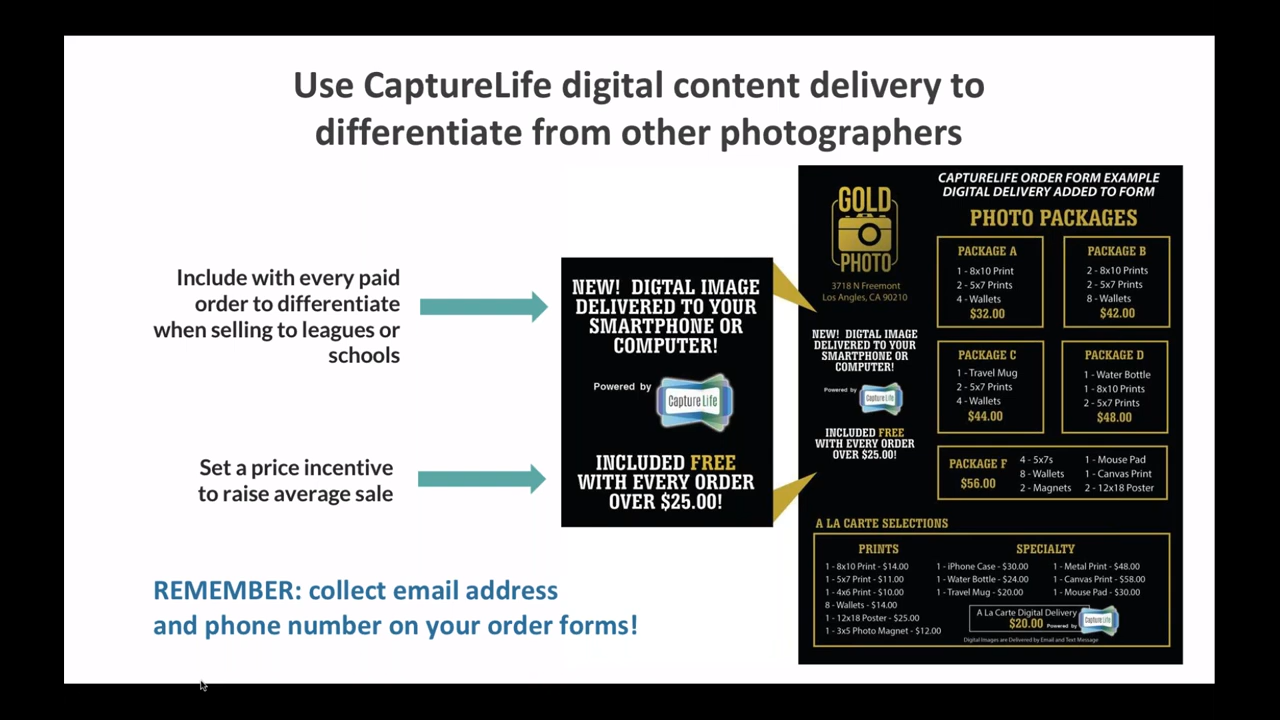 Use CaptureLife digital content delivery to
differentiate from other photographers
Include with every paid
order to differentiate
when selling to leagues or
schools
Set a price incentive
to raise average sale
REMEMBER: collect email address
and phone number on your order forms!
NEW! DIGTAL IMAGE
DELIVERED TO YOUR
SMARTPHONE OR
COMPUTER!
Powered by
Capture Life
INCLUDED FREE
WITH EVERY ORDER
OVER $25.00!
GOLD
PHOTO
3718 N Freemont
Los Angles, CA 90210
NEW! DIGTAL IMAGE
DELIVERED TO YOUR
SMARTPHONE OR
COMPUTER!
Powered by
Capture Life
INCLUDED FREE
WITH EVERY ORDER
OVER $25.00!
CAPTURELIFE ORDER FORM EXAMPLE
DIGITAL DELIVERY ADDED TO FORM
PHOTO PACKAGES
PACKAGE A
1 - 8x10 Print
2 - 5x7 Prints
4 - Wallets
$32.00
PACKAGE B
2 - 8x10 Prints
2 - 5x7 Prints
8 - Wallets
$42.00
PACKAGE C
1 - Travel Mug
2 - 5x7 Prints
4 - Wallets
$44.00
PACKAGE D
1 - Water Bottle
1 - 8x10 Prints
2 - 5x7 Prints
$48.00
PACKAGE F
$56.00
4 - 5x7s
8 - Wallets
2 - Magnets
1 - Mouse Pad
1 - Canvas Print
2 - 12x18 Poster
A LA CARTE SELECTIONS
PRINTS
1 - 8x10 Print - $14.00
1 - 5x7 Print - $11.00
1 - 4x6 Print - $10.00
8 - Wallets - $14.00
1 - 12x18 Poster - $25.00
1 - 3x5 Photo Magnet - $12.00
SPECIALTY
1 - iPhone Case - $30.00
1 - Water Bottle - $24.00
1 - Travel Mug - $20.00
1 - Metal Print - $48.00
1 - Canvas Print - $58.00
1 - Mouse Pad - $30.00
A La Carte Digital Delivery
$20.00 Powered by
Capture Life
Digital Images are Delivered by Email and Text Message